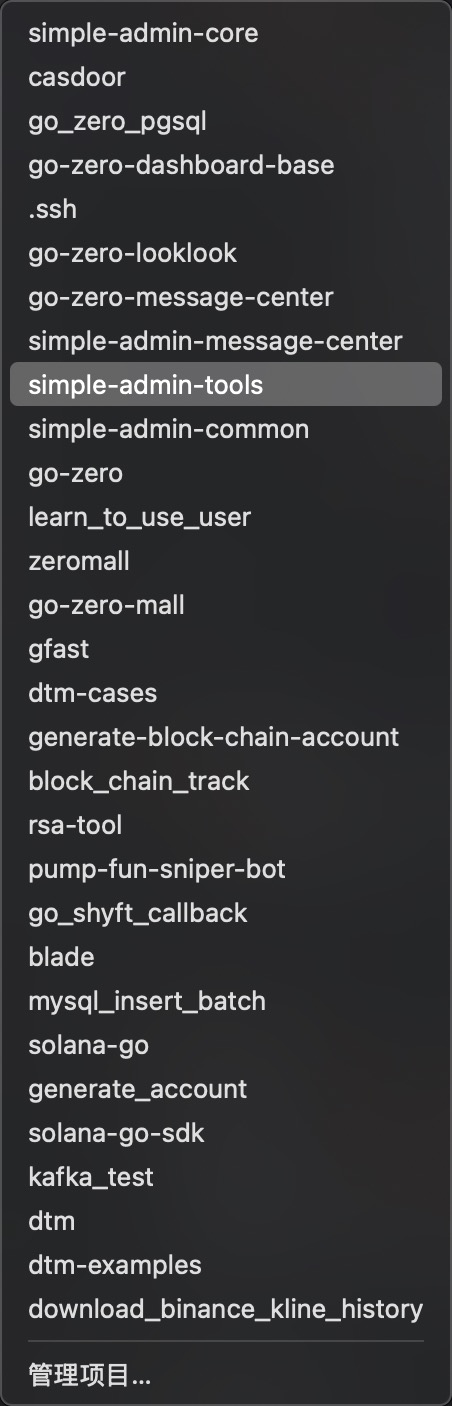 simple-admin-core
casdoor
go_zero_pgsql
go-zero-dashboard-base
.ssh
go-zero-looklook
go-zero-message-center
simple-admin-message-center
simple-admin-tools
simple-admin-common
go-zero
learn_to_use_user
zeromall
go-zero-mall
gfast
dtm-cases
generate-block-chain-account
block_chain_track
rsa-tool
pump-fun-sniper-bot
go_shyft_callback
blade
mysql_insert_batch
solana-go
generate_account
solana-go-sdk
kafka_test
dtm
dtm-examples
download_binance_kline_history
管理项目...